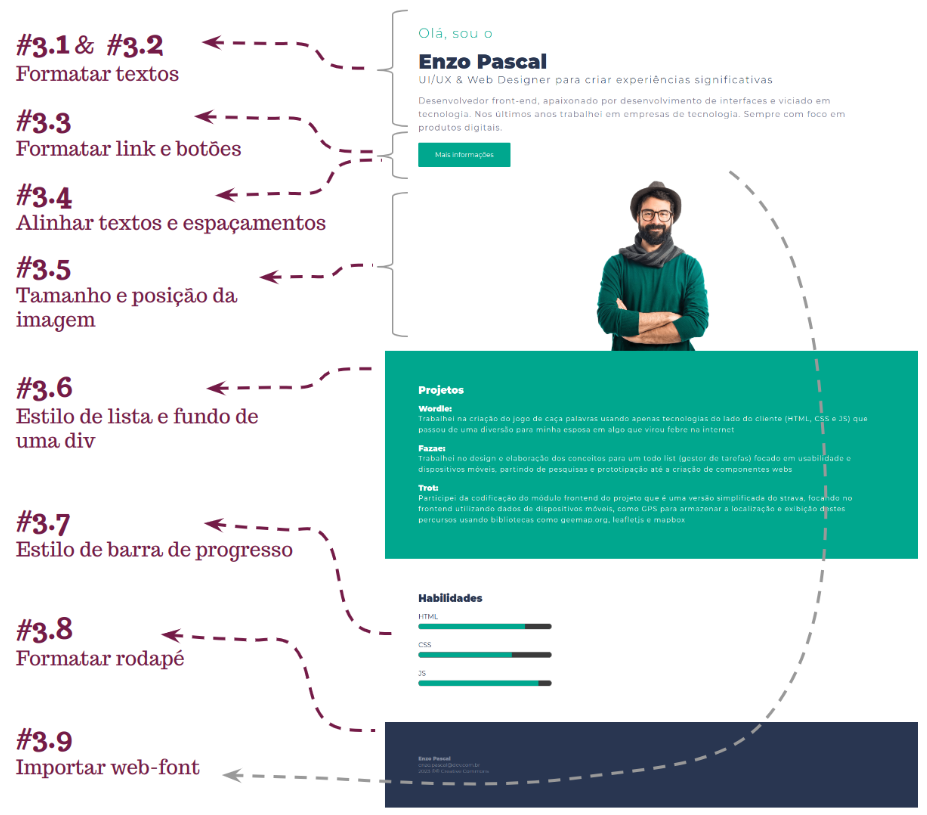 #3.1 & #3.2
Formatar textos
#3.3
Formatar link e botões
#3.4
Alinhar textos e espaçamentos
#3.5
Tamanho e posição da
imagem
#3.6
Estilo de lista e fundo de
uma div
#3.7
Estilo de barra de progresso
#3.8
Formatar rodapé
#3.9
Importar web-font
Olá, sou o
Enzo Pascal
UI/UX & Web Designer para criar experiências significativas
Desenvolvedor front-end, apaixonado por desenvolvimento de interfaces e viciado em
tecnologia. Nos últimos anos trabalhei em empresas de tecnologia. Sempre com foco em
produtos digitais.
Mais informações
Projetos
Wordle:
Trabalhei na criação do jogo de caça palavras usando apenas tecnologias do lado do cliente (HTML, CSS e JS) que
passou de uma diversão para minha esposa em algo que virou febre na internet
Fazae:
Trabalhei no design e elaboração dos conceitos para um todo list (gestor de tarefas) focado em usabilidade e
dispositivos móveis, partindo de pesquisas e prototipação até a criação de componentes webs
Trot:
Participei da codificação do módulo frontend do projeto que é uma versão simplificada do strava, focando no
frontend utilizando dados de dispositivos móveis, como GPS para armazenar a localização e exibição destes
percursos usando bibliotecas como geemap.org, leafletjs e mapbox
Habilidades
HTML
CSS
JS
Enzo Pascal
Creative Commons